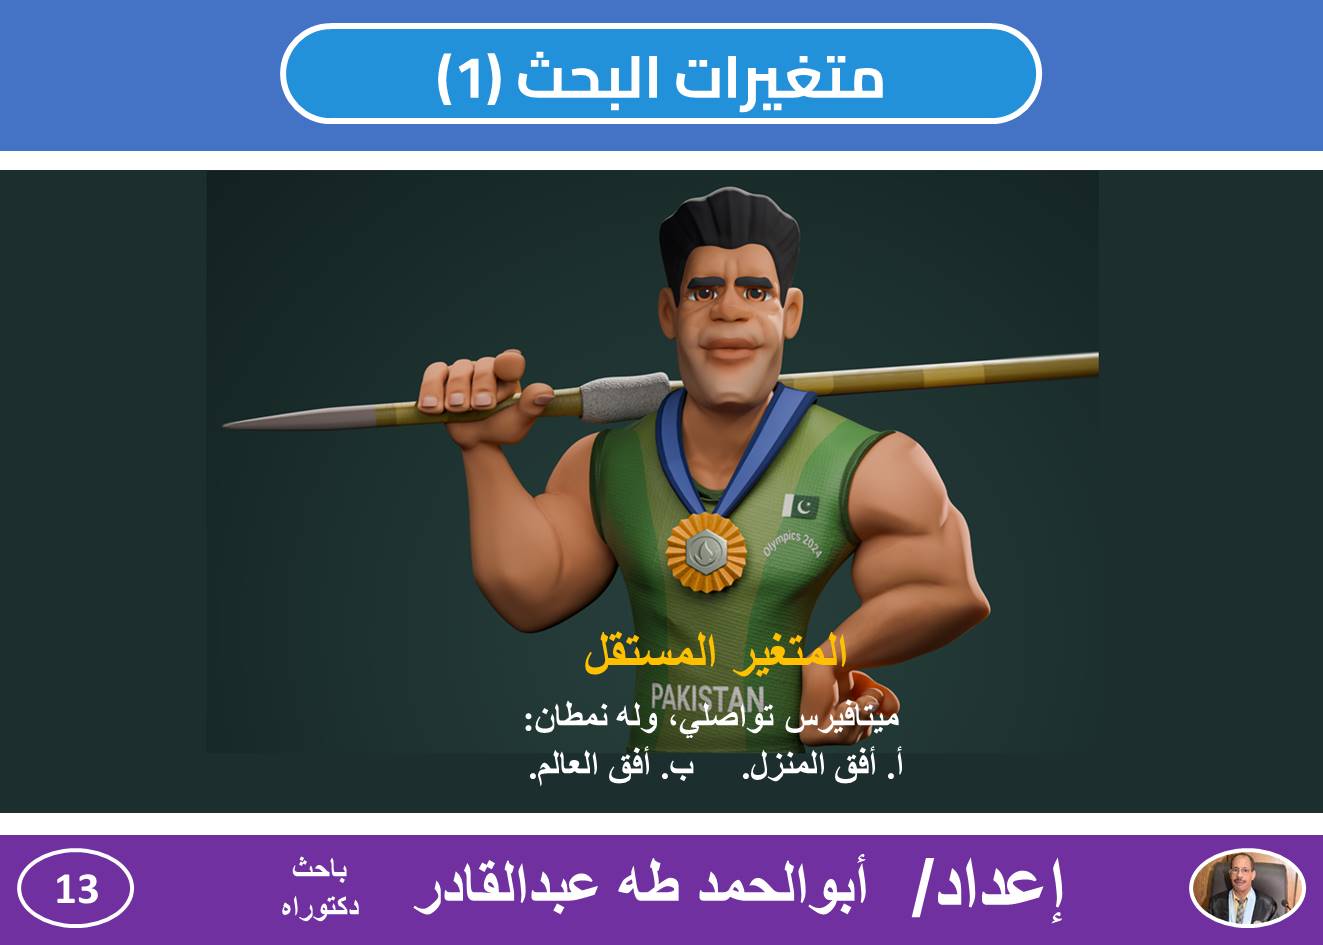 متغيرات البحث (1)
Olympics 2024
المتغير المستقل
PAKISTAN
ميتافيرس تواصلي، وله نمطان:
أ. أفق المنزل. ب. أفق العالم.
إعداد/ أبوالحمد طه عبدالقادر
باحث
دكتوراه
13